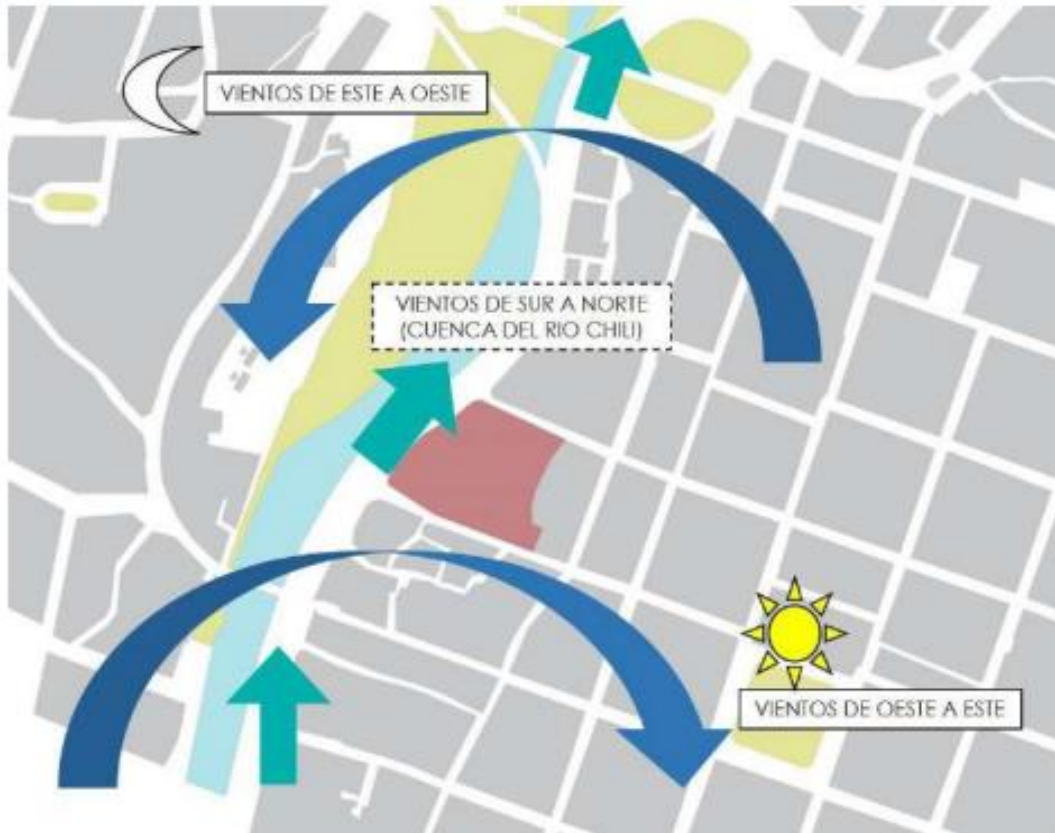 VIENTOS DE ESTE A OESTE
VIENTOS DE SUR A NORTE
(CUENCA DEL RIO CHILI)
VIENTOS DE OESTE A ESTE